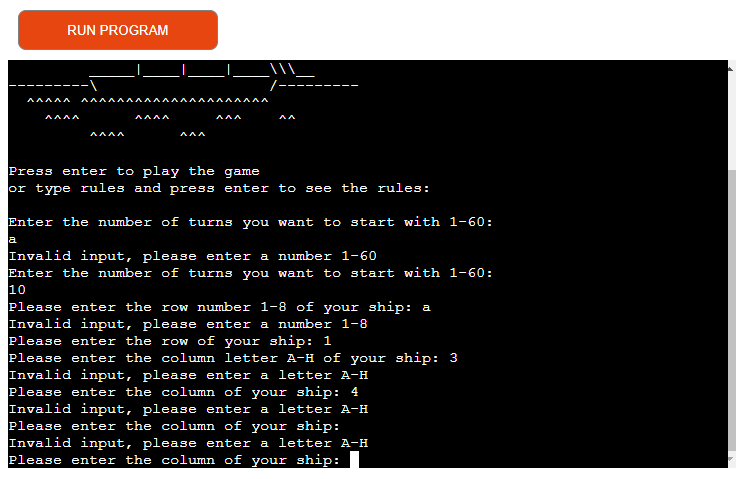 RUN PROGRAM
_____|____|____|____\\\__
---------\                   /---------
  ^^^^^ ^^^^^^^^^^^^^^^^^^^^^
    ^^^^      ^^^^     ^^^    ^^
         ^^^^      ^^^
Press enter to play the game
or type rules and press enter to see the rules:
Enter the number of turns you want to start with 1-60:
a
Invalid input, please enter a number 1-60
Enter the number of turns you want to start with 1-60:
10
Please enter the row number 1-8 of your ship: a
Invalid input, please enter a number 1-8
Please enter the row of your ship: 1
Please enter the column letter A-H of your ship: 3
Invalid input, please enter a letter A-H
Please enter the column of your ship: 4
Invalid input, please enter a letter A-H
Please enter the column of your ship:
Invalid input, please enter a letter A-H
Please enter the column of your ship: